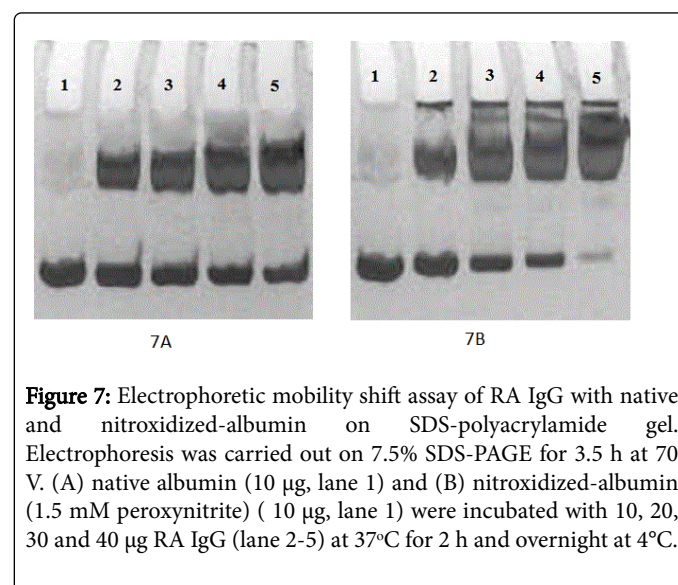 1 2 3 4 5
1 2 3 4 5
7A 7B
Figure 7: Electrophoretic mobility shift assay of RA IgG with native
and nitroxidized-albumin on SDS-polyacrylamide gel.
Electrophoresis was carried out on 7.5% SDS-PAGE for 3.5 h at 70
V. (A) native albumin (10 μg, lane 1) and (B) nitroxidized-albumin
(1.5 mM peroxynitrite) ( 10 μg, lane 1) were incubated with 10, 20,
30 and 40 μg RA IgG (lane 2-5) at 37°C for 2 h and overnight at 4°C.